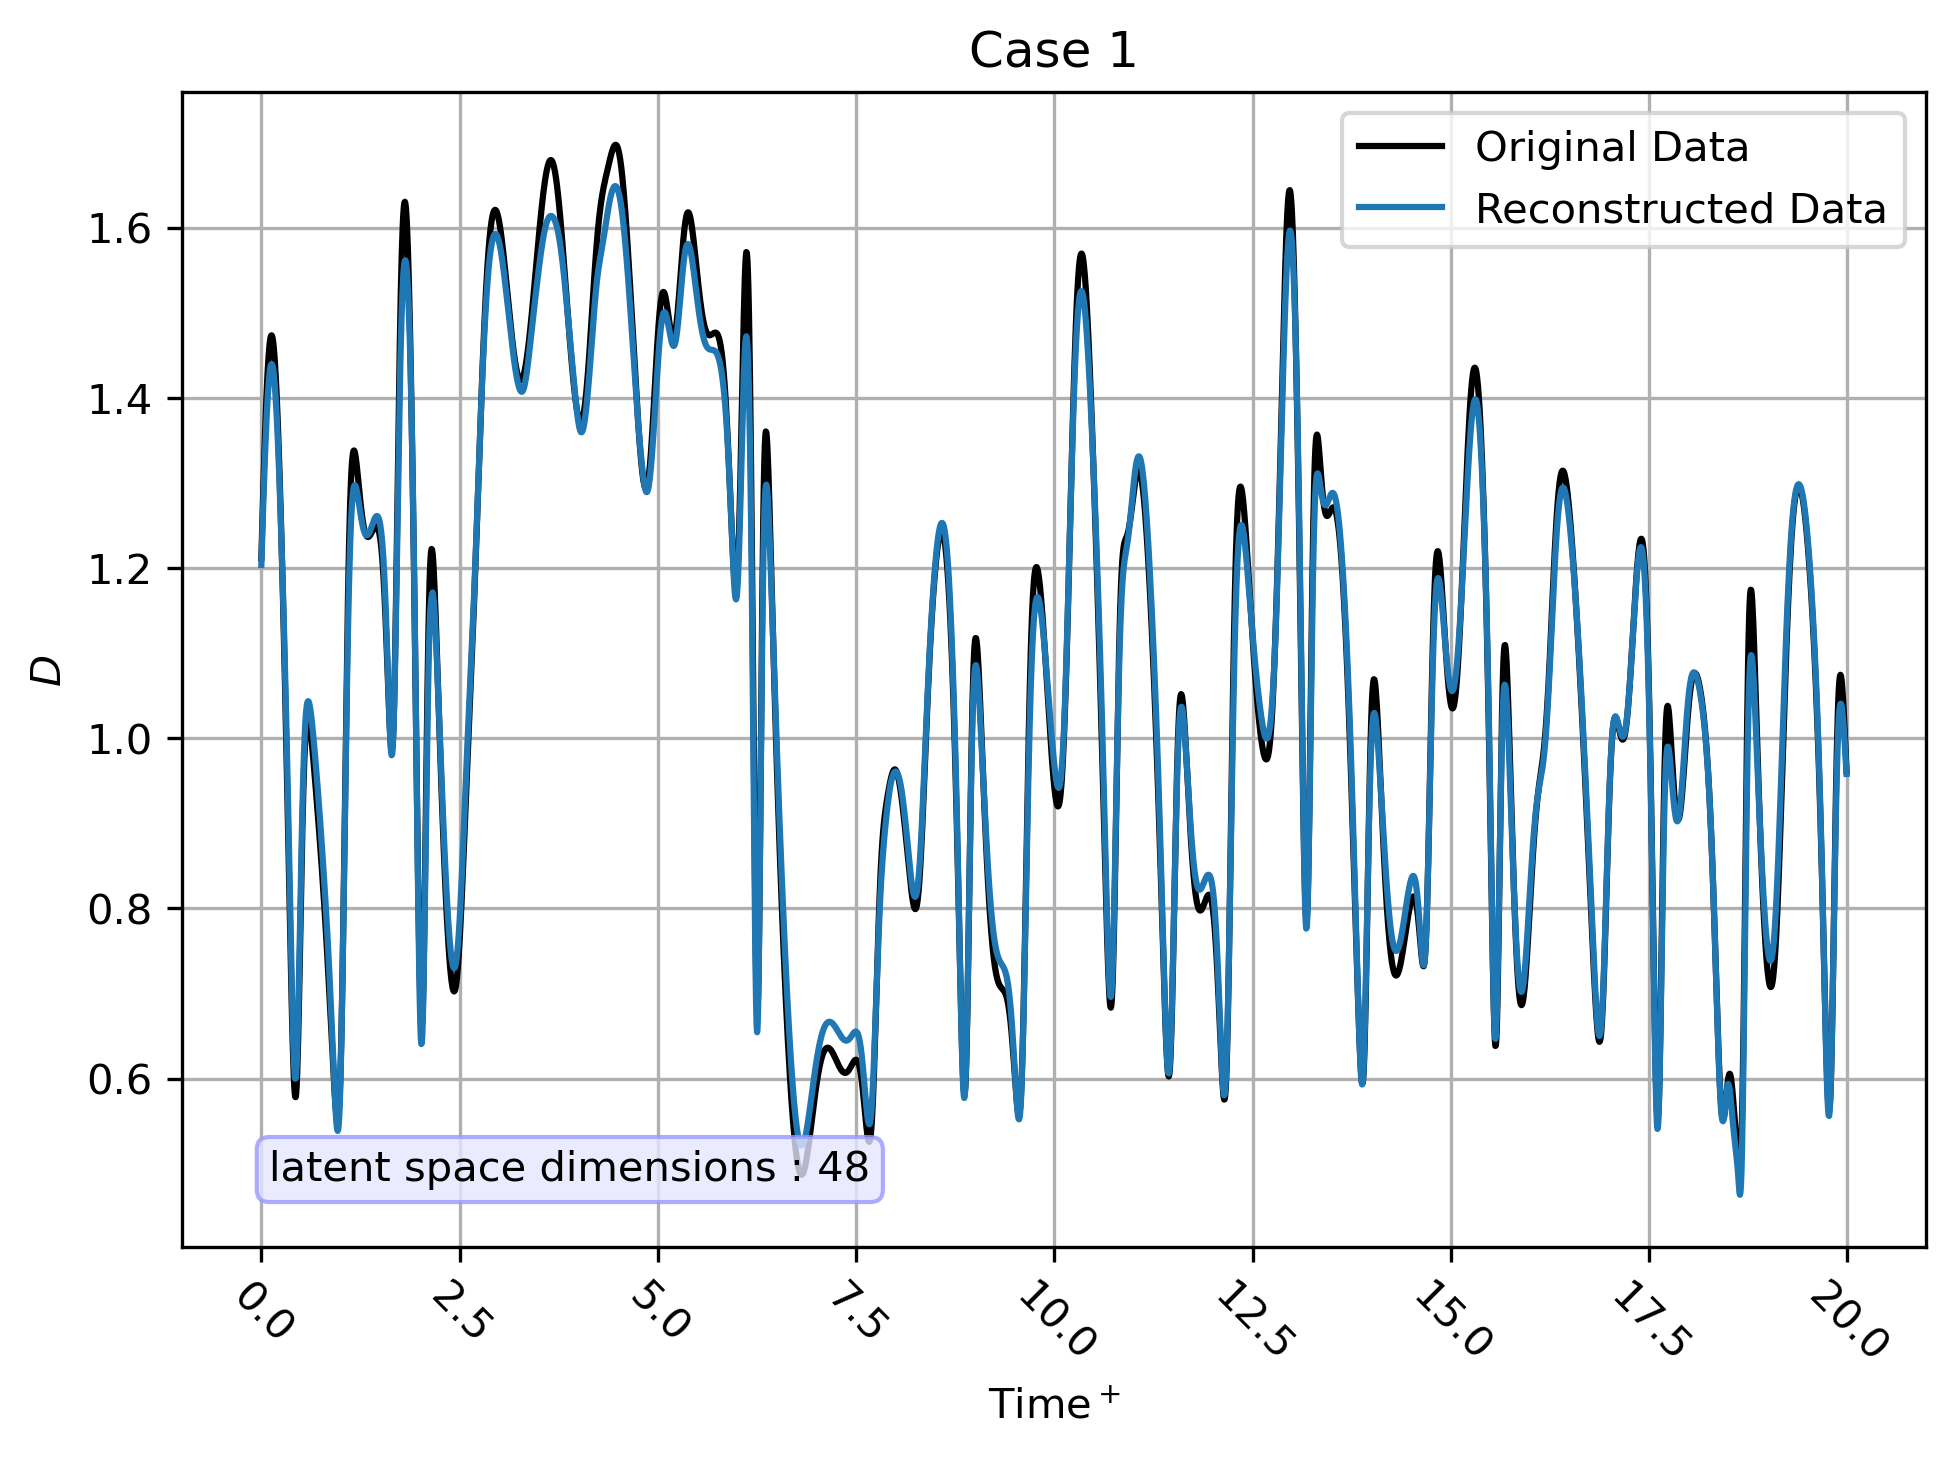 Case 1
Original Data
Reconstructed Data
1.6
1.4
1.2
1.0
0.8
0.6
D
latent space dimensions : 48
0.0 2.5 5.0 7.5 10.0 12.5 15.0 17.5 20.0
Time⁺